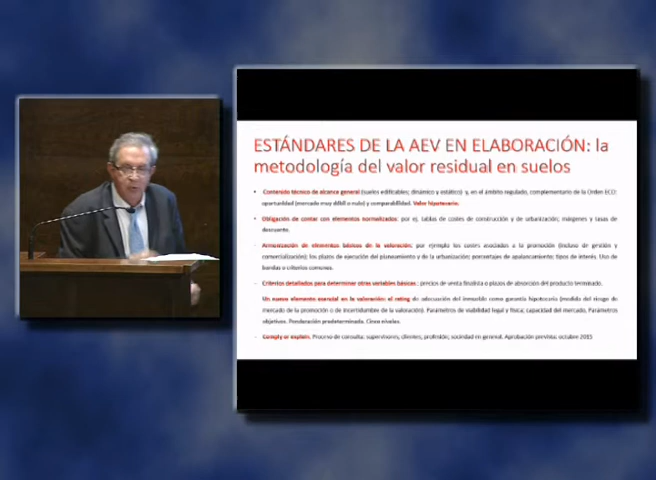 ESTÁNDARES DE LA AEV EN ELABORACIÓN: la
metodología del valor residual en suelos
• Contenido técnico de alcance general (suelos edificables; dinámico y estático) y, en el ámbito regulado, complementario de la Orden ECO:
oportunidad (mercado muy débil o nulo) y comparabilidad. Valor hipotecario.
- Obligación de contar con elementos normalizados: por ej. tablas de costes de construcción y de urbanización; márgenes y tasas de
descuento.
- Armonización de elementos básicos de la valoración: por ejemplo los costes asociados a la promoción (incluso de gestión y
comercialización); los plazos de ejecución del planeamiento y de la urbanización; porcentajes de apalancamiento; tipos de interés. Uso de
bandas o criterios comunes.
- Criterios detallados para determinar otras variables básicas: precios de venta finalista o plazos de absorción del producto terminado.
- Un nuevo elemento esencial en la valoración: el rating de adecuación del inmueble como garantía hipotecaria (medida del riesgo de
mercado de la promoción o de incertidumbre de la valoración). Parámetros de viabilidad legal y física; capacidad del mercado. Parámetros
objetivos. Ponderación predeterminada. Cinco niveles.
- Comply or explain. Proceso de consulta: supervisores, clientes; profesión; sociedad en general. Aprobación prevista: octubre 2015